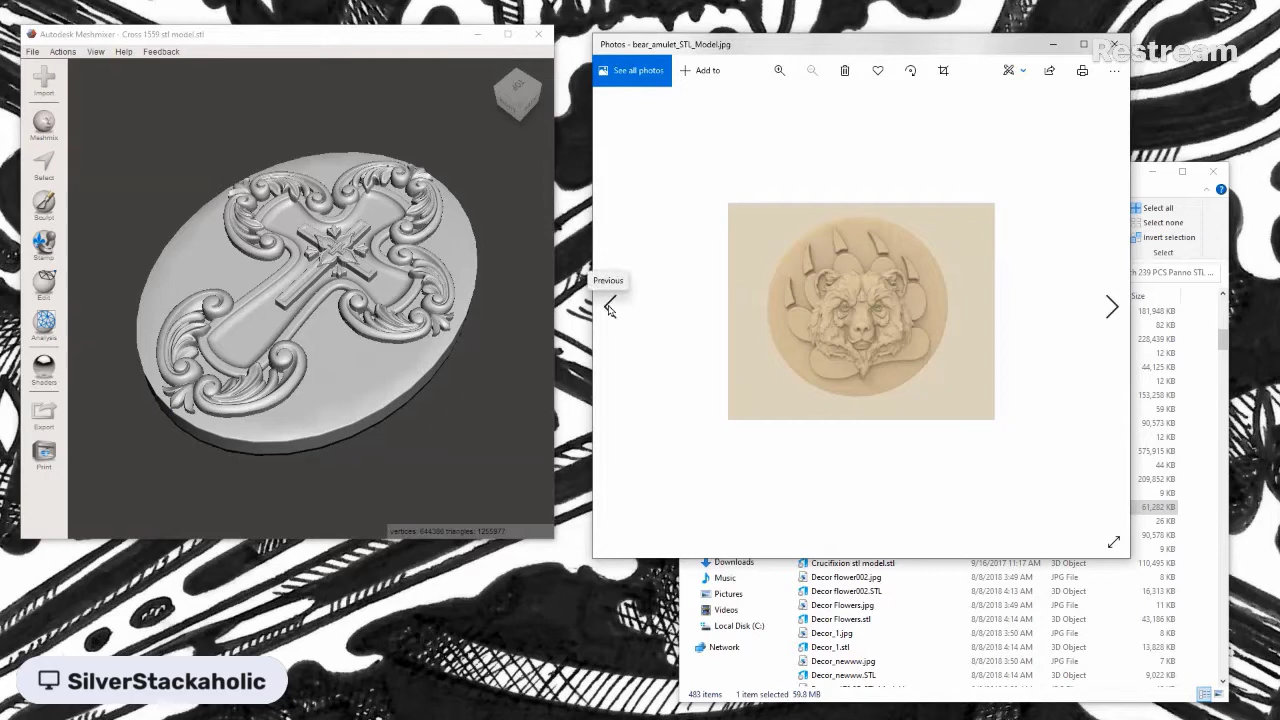 Autodesk Meshmixer - Cross 1559 stl model.stl
File Actions View Help Feedback
Import
Meshmix
Select
Sculpt
Stamp
Edit
Analysis
Shaders
Export
Print
vertices: 644386 triangles: 1255977
Photos - bear_amulet_STL_Model.jpg
Restream
See all photos
Add to
Previous
Select all
Select none
Invert selection
Select
h 239 PCS Panno STL ...
Size
181,948 KB
82 KB
228,439 KB
12 KB
44,125 KB
12 KB
153,258 KB
59 KB
90,573 KB
12 KB
575,915 KB
44 KB
209,852 KB
9 KB
61,282 KB
26 KB
90,578 KB
9 KB
Downloads
Music
Pictures
Videos
Local Disk (C:)
Network
Crucifixion stl model.stl 9/16/2017 11:17 AM 3D Object 110,495 KB
Decor flower002.jpg 8/8/2018 3:49 AM JPG File 8 KB
Decor flower002.STL 8/8/2018 4:13 AM 3D Object 16,313 KB
Decor Flowers.jpg 8/8/2018 3:49 AM JPG File 11 KB
Decor Flowers.stl 8/8/2018 4:14 AM 3D Object 43,186 KB
Decor_1.jpg 8/8/2018 3:50 AM JPG File 8 KB
Decor_1.stl 8/8/2018 4:14 AM 3D Object 13,828 KB
Decor_newww.jpg 8/8/2018 3:50 AM JPG File 7 KB
Decor_newww.STL 8/8/2018 4:14 AM 3D Object 9,022 KB
483 items 1 item selected 59.8 MB
SilverStackaholic